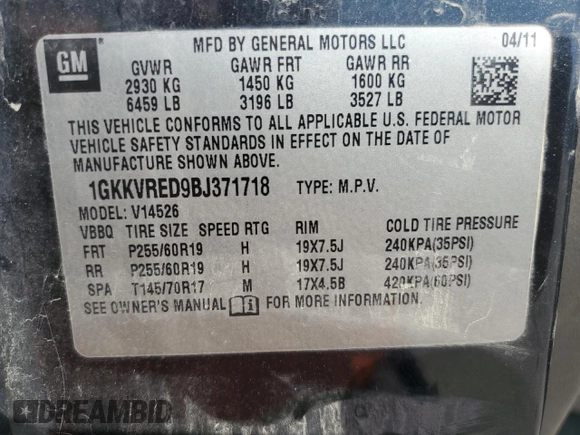 GM
MFD BY GENERAL MOTORS LLC 04/11
GVWR GAWR FRT GAWR RR
2930 KG 1450 KG 1600 KG
6459 LB 3196 LB 3527 LB
THIS VEHICLE CONFORMS TO ALL APPLICABLE U.S. FEDERAL MOTOR
VEHICLE SAFETY STANDARDS IN EFFECT ON THE DATE OF
MANUFACTURE SHOWN ABOVE.
1GKKVRED9BJ371718 TYPE: M.P.V.
MODEL: V14526
VBBQ TIRE SIZE SPEED RTG RIM COLD TIRE PRESSURE
FRT P255/60R19 H 19X7.5J 240KPA(35PSI)
RR P255/60R19 H 19X7.5J 240KPA(35PSI)
SPA T145/70R17 M 17X4.5B 420KPA(60PSI)
SEE OWNER'S MANUAL FOR MORE INFORMATION.
DREAMBID